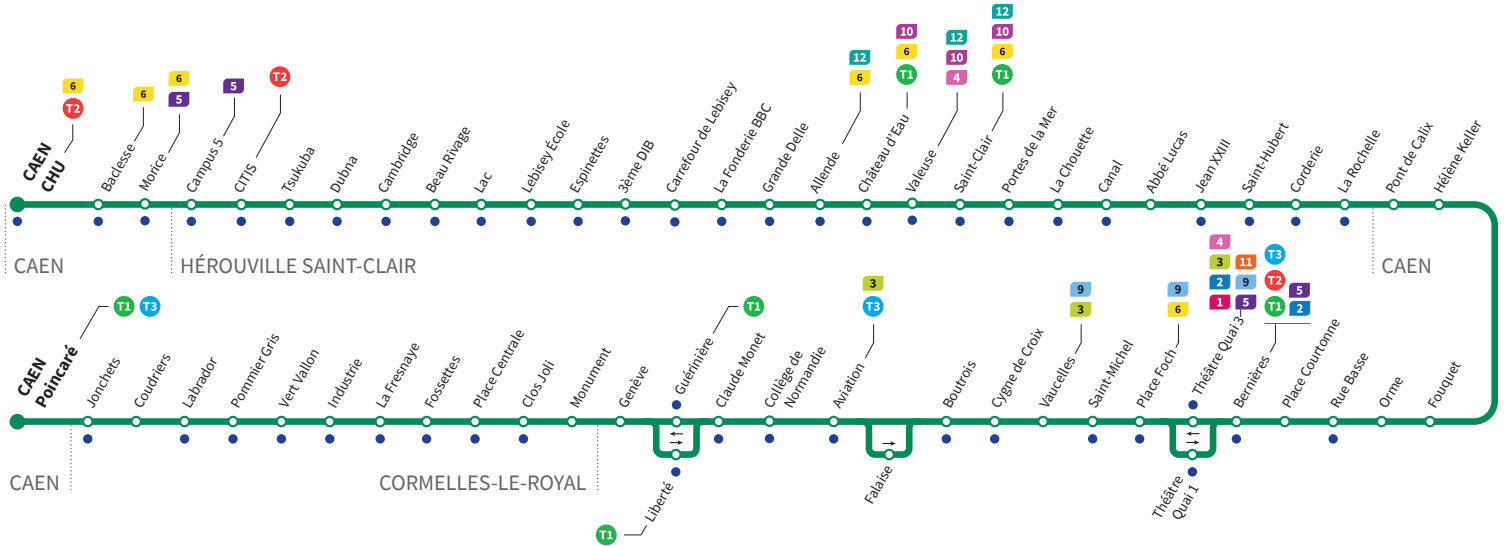 12
10
6
T1
12
10
4
10
6
T1
12
6
T2
5
6
5
6
6
T2
CAEN
CHU
Baclesse
Morice
Campus 5
CITIS
Tsukuba
Dubna
Cambridge
Beau Rivage
Lac
Lebisey École
Espinettes
3ème DIB
Carrefour de Lebisey
La Fonderie BBC
Grande Delle
Allende
Château d'Eau
Valeuse
Saint-Clair
Portes de la Mer
La Chouette
Canal
Abbé Lucas
Jean XXIII
Saint-Hubert
Corderie
La Rochelle
Pont de Calix
Hélène Keller
CAEN
HÉROUVILLE SAINT-CLAIR
CAEN
T1 T3
T1
3
T3
9
3
9
6
4
3 11
2 9
1 5
T3
T2
T1
5
2
CAEN
Poincaré
Jonchets
Coudriers
Labrador
Pommier Gris
Vert Vallon
Industrie
La Fresnaye
Fossettes
Place Centrale
Clos Joli
Monument
Genève
Guérinière
Claude Monet
Collège de
Normandie
Aviation
Boutrois
Cygne de Croix
Vaucelles
Saint-Michel
Place Foch
Théâtre Quai 3
Bernières
Place Courtonne
Rue Basse
Orme
Fouquet
CAEN
CORMELLES-LE-ROYAL
Liberté
T1
Falaise
Théâtre
Quai 1